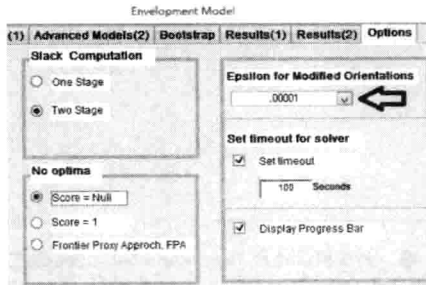 Envelopment Model
(1) Advanced Models(2) Bootstrap Results(1) Results(2) Options
Slack Computation
One Stage
Two Stage
No optima
Score = Null
Score = 1
Frontier Proxy Approch, FPA
Epsilon for Modified Orientations
.00001
Set timeout for solver
Set timeout
100 Seconds
Display Progress Bar